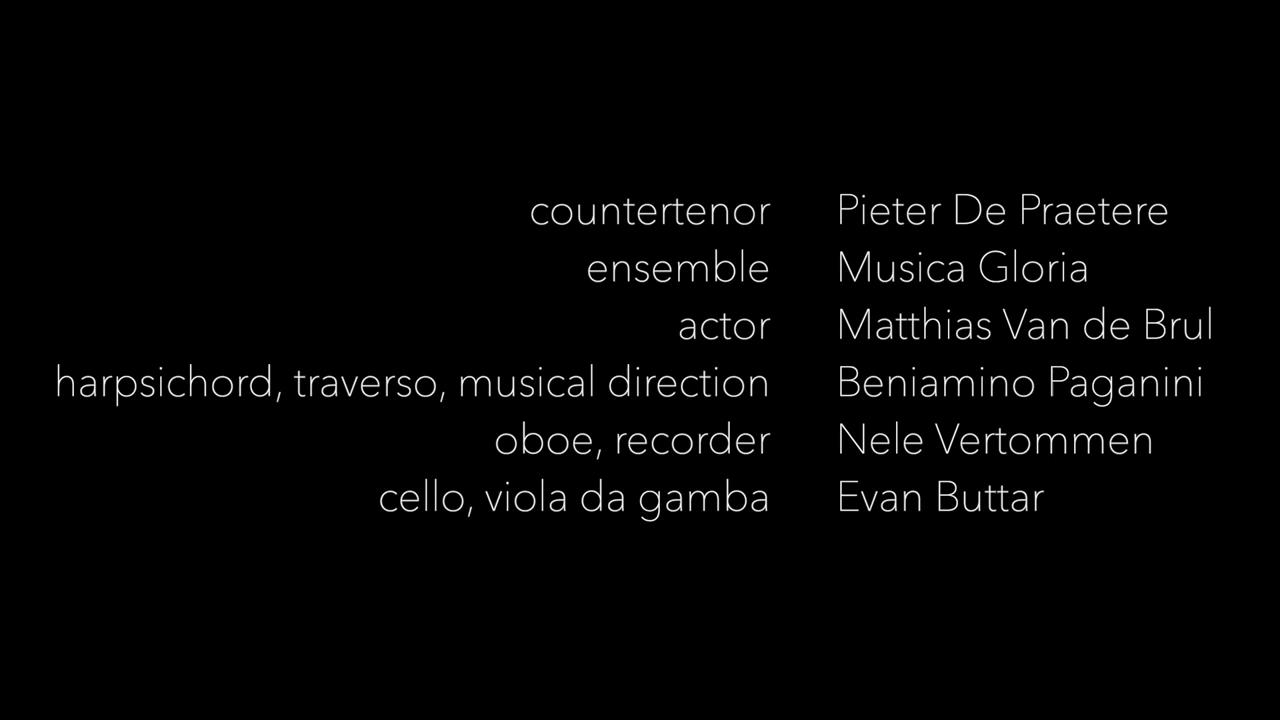 countertenor Pieter De Praetere
ensemble Musica Gloria
actor Matthias Van de Brul
harpsichord, traverso, musical direction Beniamino Paganini
oboe, recorder Nele Vertommen
cello, viola da gamba Evan Buttar